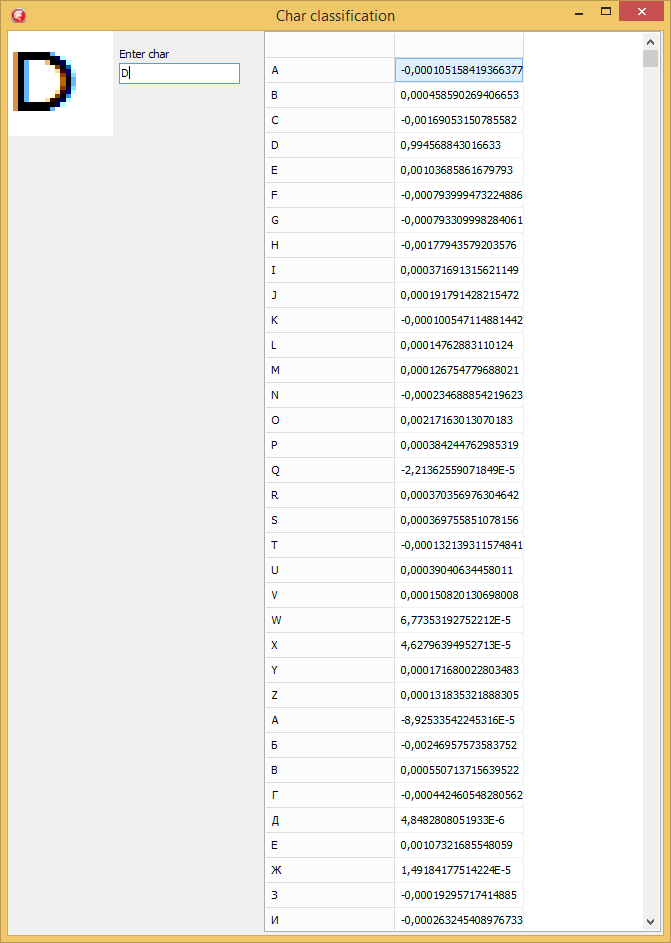 Char classification
D
Enter char
D
A -0,000105158419366377
B 0,000458590269406653
C -0,00169053150785582
D 0,994568843016633
E 0,00103685861679793
F -0,000793999473224886
G -0,000793309998284061
H -0,00177943579203576
I 0,000371691315621149
J 0,000191791428215472
K -0,000100547114881442
L 0,00014762883110124
M 0,000126754779688021
N -0,000234688854219623
O 0,00217163013070183
P 0,000384244762985319
Q -2,21362559071849E-5
R 0,000370356976304642
S 0,000369755851078156
T -0,000132139311574841
U 0,00039040634458011
V 0,000150820130698008
W 6,77353192752212E-5
X 4,62796394952713E-5
Y 0,000171680022803483
Z 0,000131835321888305
А -8,92533542245316E-5
Б -0,00246957573583752
В 0,000550713715639522
Г -0,000442460548280562
Д 4,8482808051933E-6
Е 0,00107321685548059
Ж 1,49184177514224E-5
З -0,00019295717414885
И -0,000263245408976733